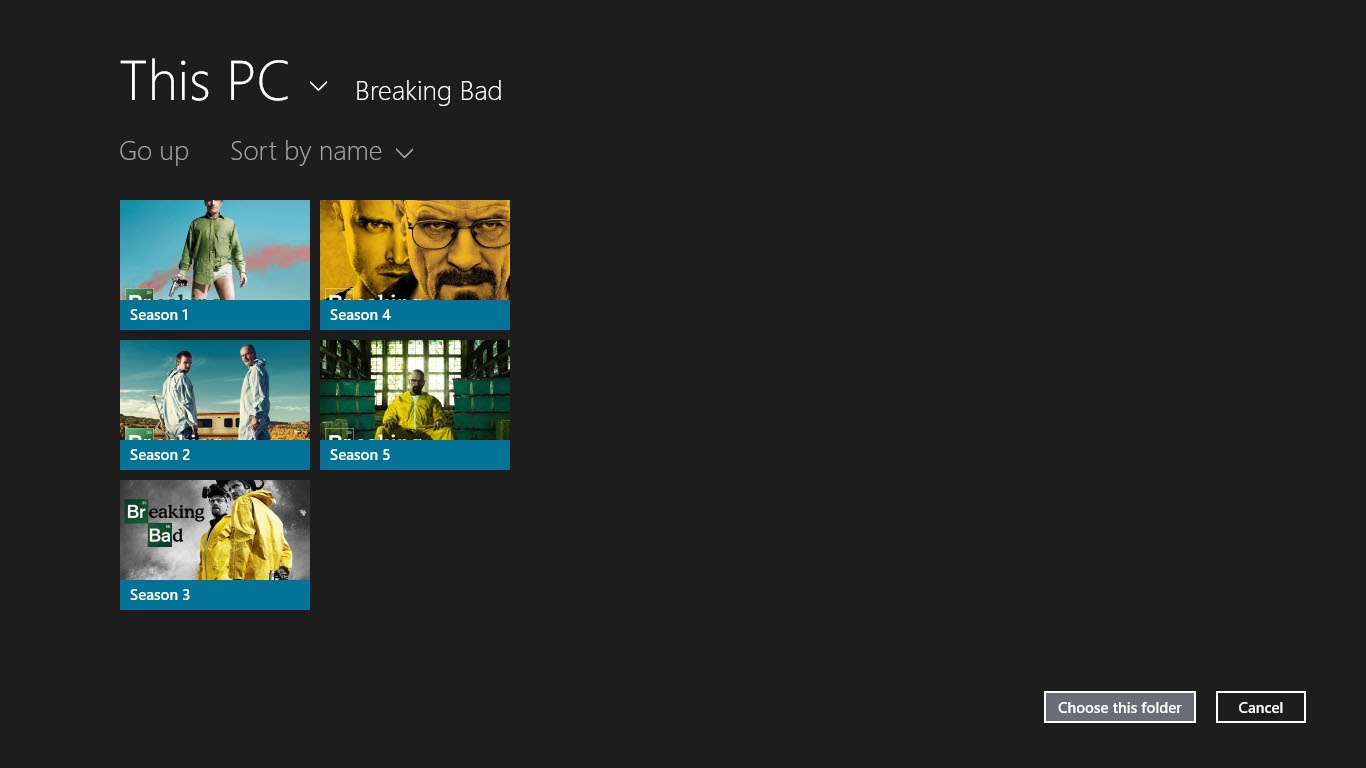 This PC
Breaking Bad
Go up
Sort by name
Season 1
Season 4
Season 2
Season 5
Breaking
Bad
Season 3
Choose this folder
Cancel